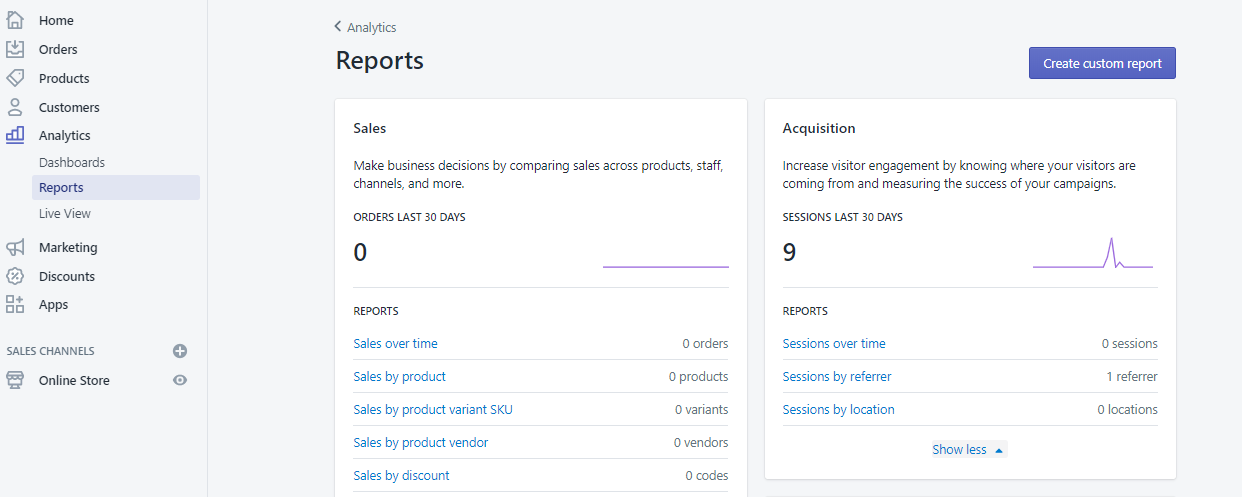 Home
Orders
Products
Customers
Analytics
Dashboards
Reports
Live View
Marketing
Discounts
Apps
SALES CHANNELS
Online Store
Analytics
Reports
Create custom report
Sales
Make business decisions by comparing sales across products, staff,
channels, and more.
ORDERS LAST 30 DAYS
0
REPORTS
Sales over time 0 orders
Sales by product 0 products
Sales by product variant SKU 0 variants
Sales by product vendor 0 vendors
Sales by discount 0 codes
Acquisition
Increase visitor engagement by knowing where your visitors are
coming from and measuring the success of your campaigns.
SESSIONS LAST 30 DAYS
9
REPORTS
Sessions over time 0 sessions
Sessions by referrer 1 referrer
Sessions by location 0 locations
Show less